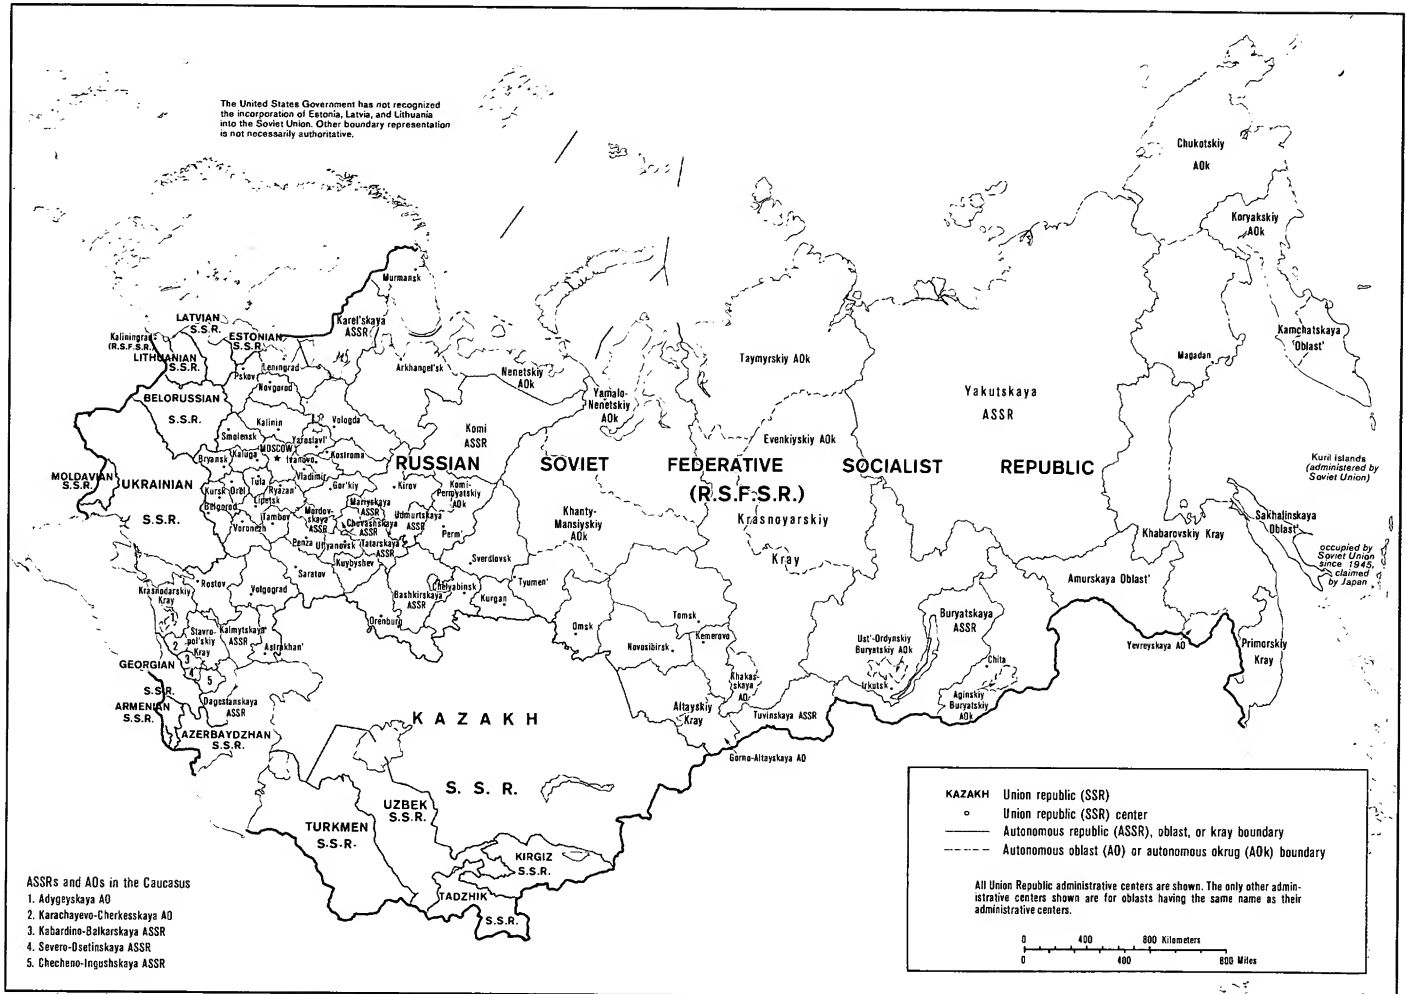 The United States Government has not recognized
the incorporation of Estonia, Latvia, and Lithuania
into the Soviet Union. Other boundary representation
is not necessarily authoritative.
Chukotskiy
AOk
Koryakskiy
AOk
Murmansk
LATVIAN
S.S.R.
Karel'skaya
ASSR
Kaliningrad
(R.S.F.S.R.)
ESTONIAN
S.S.R.
Kamchatskaya
Oblast'
LITHUANIAN
S.S.R.
Leningrad
Arkhangel'sk
Nenetskiy
AOk
Taymyrskiy AOk
Magadan
Pskov
Novgorod
Yamalo-
Nenetskiy
AOk
Yakutskaya
ASSR
BELORUSSIAN
S.S.R.
Kalinin
Vologda
Komi
ASSR
Smolensk
Yaroslavl'
Evenkiyskiy AOk
MOSCOW
Bryansk
Kaluga
Ivanovo
Kostroma
RUSSIAN SOVIET FEDERATIVE SOCIALIST REPUBLIC
(R.S.F.S.R.)
Kuril Islands
(administered by
Soviet Union)
MOLDAVIAN
S.S.R.
UKRAINIAN
S.S.R.
Tula
Vladimir
Kursk
Orel
Ryazan'
Gor'kiy
Kirov
Komi-
Permyatskiy
AOk
Lipetsk
Belgorod
Mariyskaya
ASSR
Voronezh
Tambov
Mordov-
skaya
ASSR
Chuvashskaya
ASSR
Udmurtskaya
ASSR
Perm'
Khanty-
Mansiyskiy
AOk
Krasnoyarskiy
Kray
Sakhalinskaya
Oblast'
Khabarovskiy Kray
Penza
Ul'yanovsk
Tatarskaya
ASSR
occupied by
Soviet Union
since 1945,
claimed
by Japan
Kuybyshev
Sverdlovsk
Saratov
Krasnodarskiy
Kray
Rostov
Volgograd
Bashkirskaya
ASSR
Chelyabinsk
Kurgan
Tyumen'
Amurskaya Oblast'
Orenburg
Omsk
Tomsk
Buryatskaya
ASSR
Stavro-
pol'skiy
Kray
Kalmytskaya
ASSR
Astrakhan'
Novosibirsk
Kemerovo
Ust'-Ordynskiy
Buryatskiy AOk
Yevreyskaya AO
Primorskiy
Kray
2
3
4
5
GEORGIAN
S.S.R.
Chita
Khakas-
skaya
AO
Irkutsk
Aginskiy
Buryatskiy
AOk
Dagestanskaya
ASSR
ARMENIAN
S.S.R.
Altayskiy
Kray
Tuvinskaya ASSR
AZERBAYDZHAN
S.S.R.
KAZAKH
S. S. R.
Gorno-Altayskaya AO
UZBEK
S.S.R.
TURKMEN
S.S.R.
KIRGIZ
S.S.R.
TADZHIK
S.S.R.
KAZAKH Union republic (SSR)
Union republic (SSR) center
Autonomous republic (ASSR), oblast, or kray boundary
Autonomous oblast (AO) or autonomous okrug (AOk) boundary
All Union Republic administrative centers are shown. The only other admin-
istrative centers shown are for oblasts having the same name as their
administrative centers.
0 400 800 Kilometers
0 400 800 Miles
ASSRs and AOs in the Caucasus
1. Adygeyskaya AO
2. Karachayevo-Cherkesskaya AO
3. Kabardino-Balkarskaya ASSR
4. Severo-Osetinskaya ASSR
5. Checheno-Ingushskaya ASSR